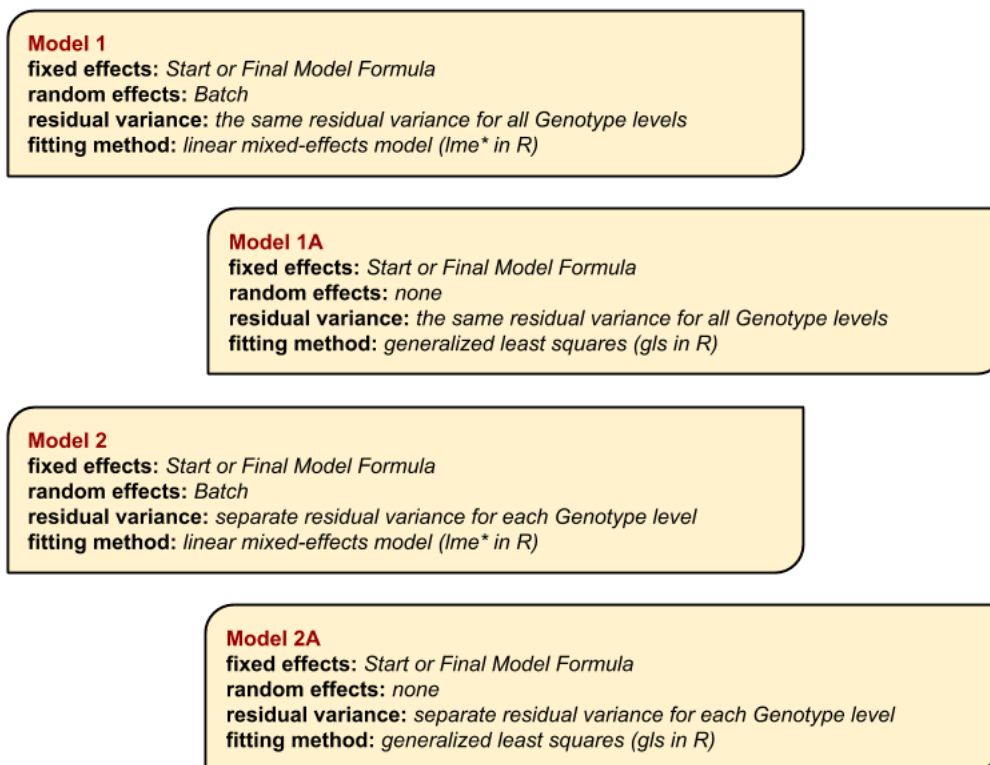 Model 1
fixed effects: Start or Final Model Formula
random effects: Batch
residual variance: the same residual variance for all Genotype levels
fitting method: linear mixed-effects model (lme* in R)
Model 1A
fixed effects: Start or Final Model Formula
random effects: none
residual variance: the same residual variance for all Genotype levels
fitting method: generalized least squares (gls in R)
Model 2
fixed effects: Start or Final Model Formula
random effects: Batch
residual variance: separate residual variance for each Genotype level
fitting method: linear mixed-effects model (lme* in R)
Model 2A
fixed effects: Start or Final Model Formula
random effects: none
residual variance: separate residual variance for each Genotype level
fitting method: generalized least squares (gls in R)